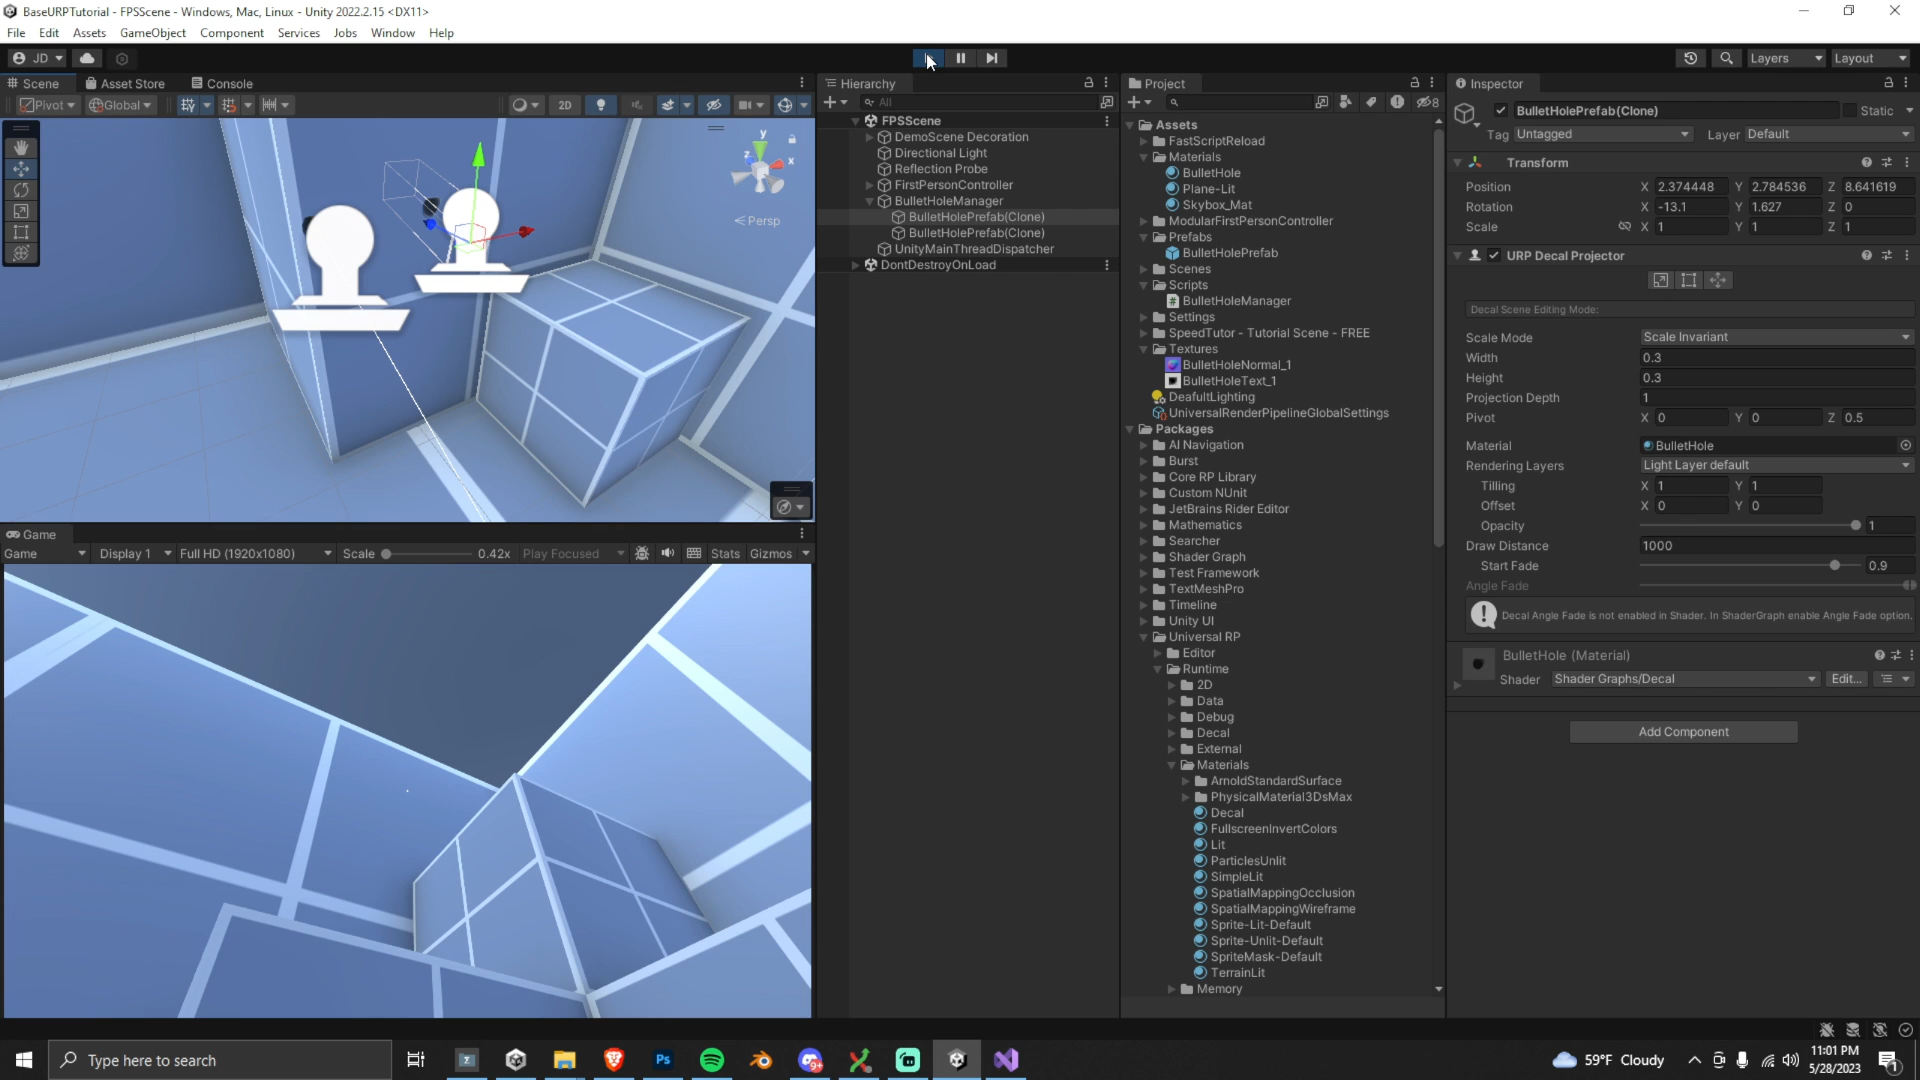 BaseURPTutorial - FPSScene - Windows, Mac, Linux - Unity 2022.2.15 <DX11>
File Edit Assets GameObject Component Services Jobs Window Help
JD
Layers Layout
Scene Asset Store Console
Pivot Global 2D
y
x
z
Persp
Game
Game Display 1 Full HD (1920x1080) Scale 0.42x Play Focused Stats Gizmos
Hierarchy
All
FPSScene
DemoScene Decoration
Directional Light
Reflection Probe
FirstPersonController
BulletHoleManager
BulletHolePrefab(Clone)
BulletHolePrefab(Clone)
UnityMainThreadDispatcher
DontDestroyOnLoad
Project
8
Assets
FastScriptReload
Materials
BulletHole
Plane-Lit
Skybox_Mat
ModularFirstPersonController
Prefabs
BulletHolePrefab
Scenes
Scripts
BulletHoleManager
Settings
SpeedTutor - Tutorial Scene - FREE
Textures
BulletHoleNormal_1
BulletHoleText_1
DeafultLighting
UniversalRenderPipelineGlobalSettings
Packages
AI Navigation
Burst
Core RP Library
Custom NUnit
JetBrains Rider Editor
Mathematics
Searcher
Shader Graph
Test Framework
TextMeshPro
Timeline
Unity UI
Universal RP
Editor
Runtime
2D
Data
Debug
Decal
External
Materials
ArnoldStandardSurface
PhysicalMaterial3DsMax
Decal
FullscreenInvertColors
Lit
ParticlesUnlit
SimpleLit
SpatialMappingOcclusion
SpatialMappingWireframe
Sprite-Lit-Default
Sprite-Unlit-Default
SpriteMask-Default
TerrainLit
Memory
Inspector
BulletHolePrefab(Clone) Static
Tag Untagged Layer Default
Transform
Position X 2.374448 Y 2.784536 Z 8.641619
Rotation X -13.1 Y 1.627 Z 0
Scale X 1 Y 1 Z 1
URP Decal Projector
Decal Scene Editing Mode:
Scale Mode Scale Invariant
Width 0.3
Height 0.3
Projection Depth 1
Pivot X 0 Y 0 Z 0.5
Material BulletHole
Rendering Layers Light Layer default
Tilling X 1 Y 1
Offset X 0 Y 0
Opacity 1
Draw Distance 1000
Start Fade 0.9
Angle Fade
Decal Angle Fade is not enabled in Shader. In ShaderGraph enable Angle Fade option.
BulletHole (Material)
Shader Shader Graphs/Decal Edit...
Add Component
Type here to search
Ps
59°F Cloudy
11:01 PM
5/28/2023
1